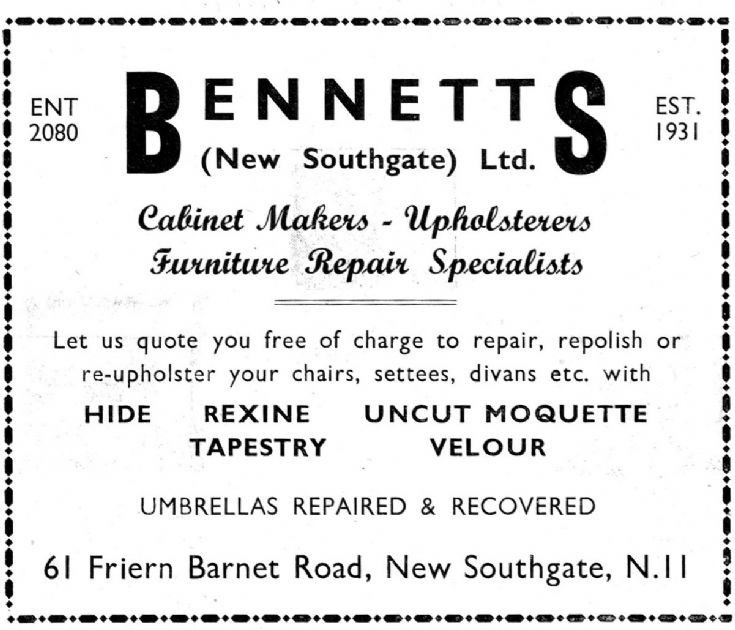 ENT
2080
BENNETTS
EST.
1931
(New Southgate) Ltd.
Cabinet Makers - Upholsterers
Furniture Repair Specialists
Let us quote you free of charge to repair, repolish or
re-upholster your chairs, settees, divans etc. with
HIDE REXINE UNCUT MOQUETTE
TAPESTRY VELOUR
UMBRELLAS REPAIRED & RECOVERED
61 Friern Barnet Road, New Southgate, N.11